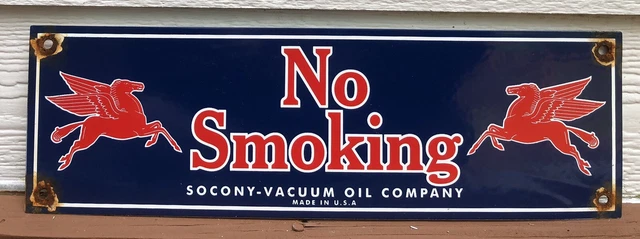 No
Smoking
SOCONY-VACUUM OIL COMPANY
MADE IN U.S.A